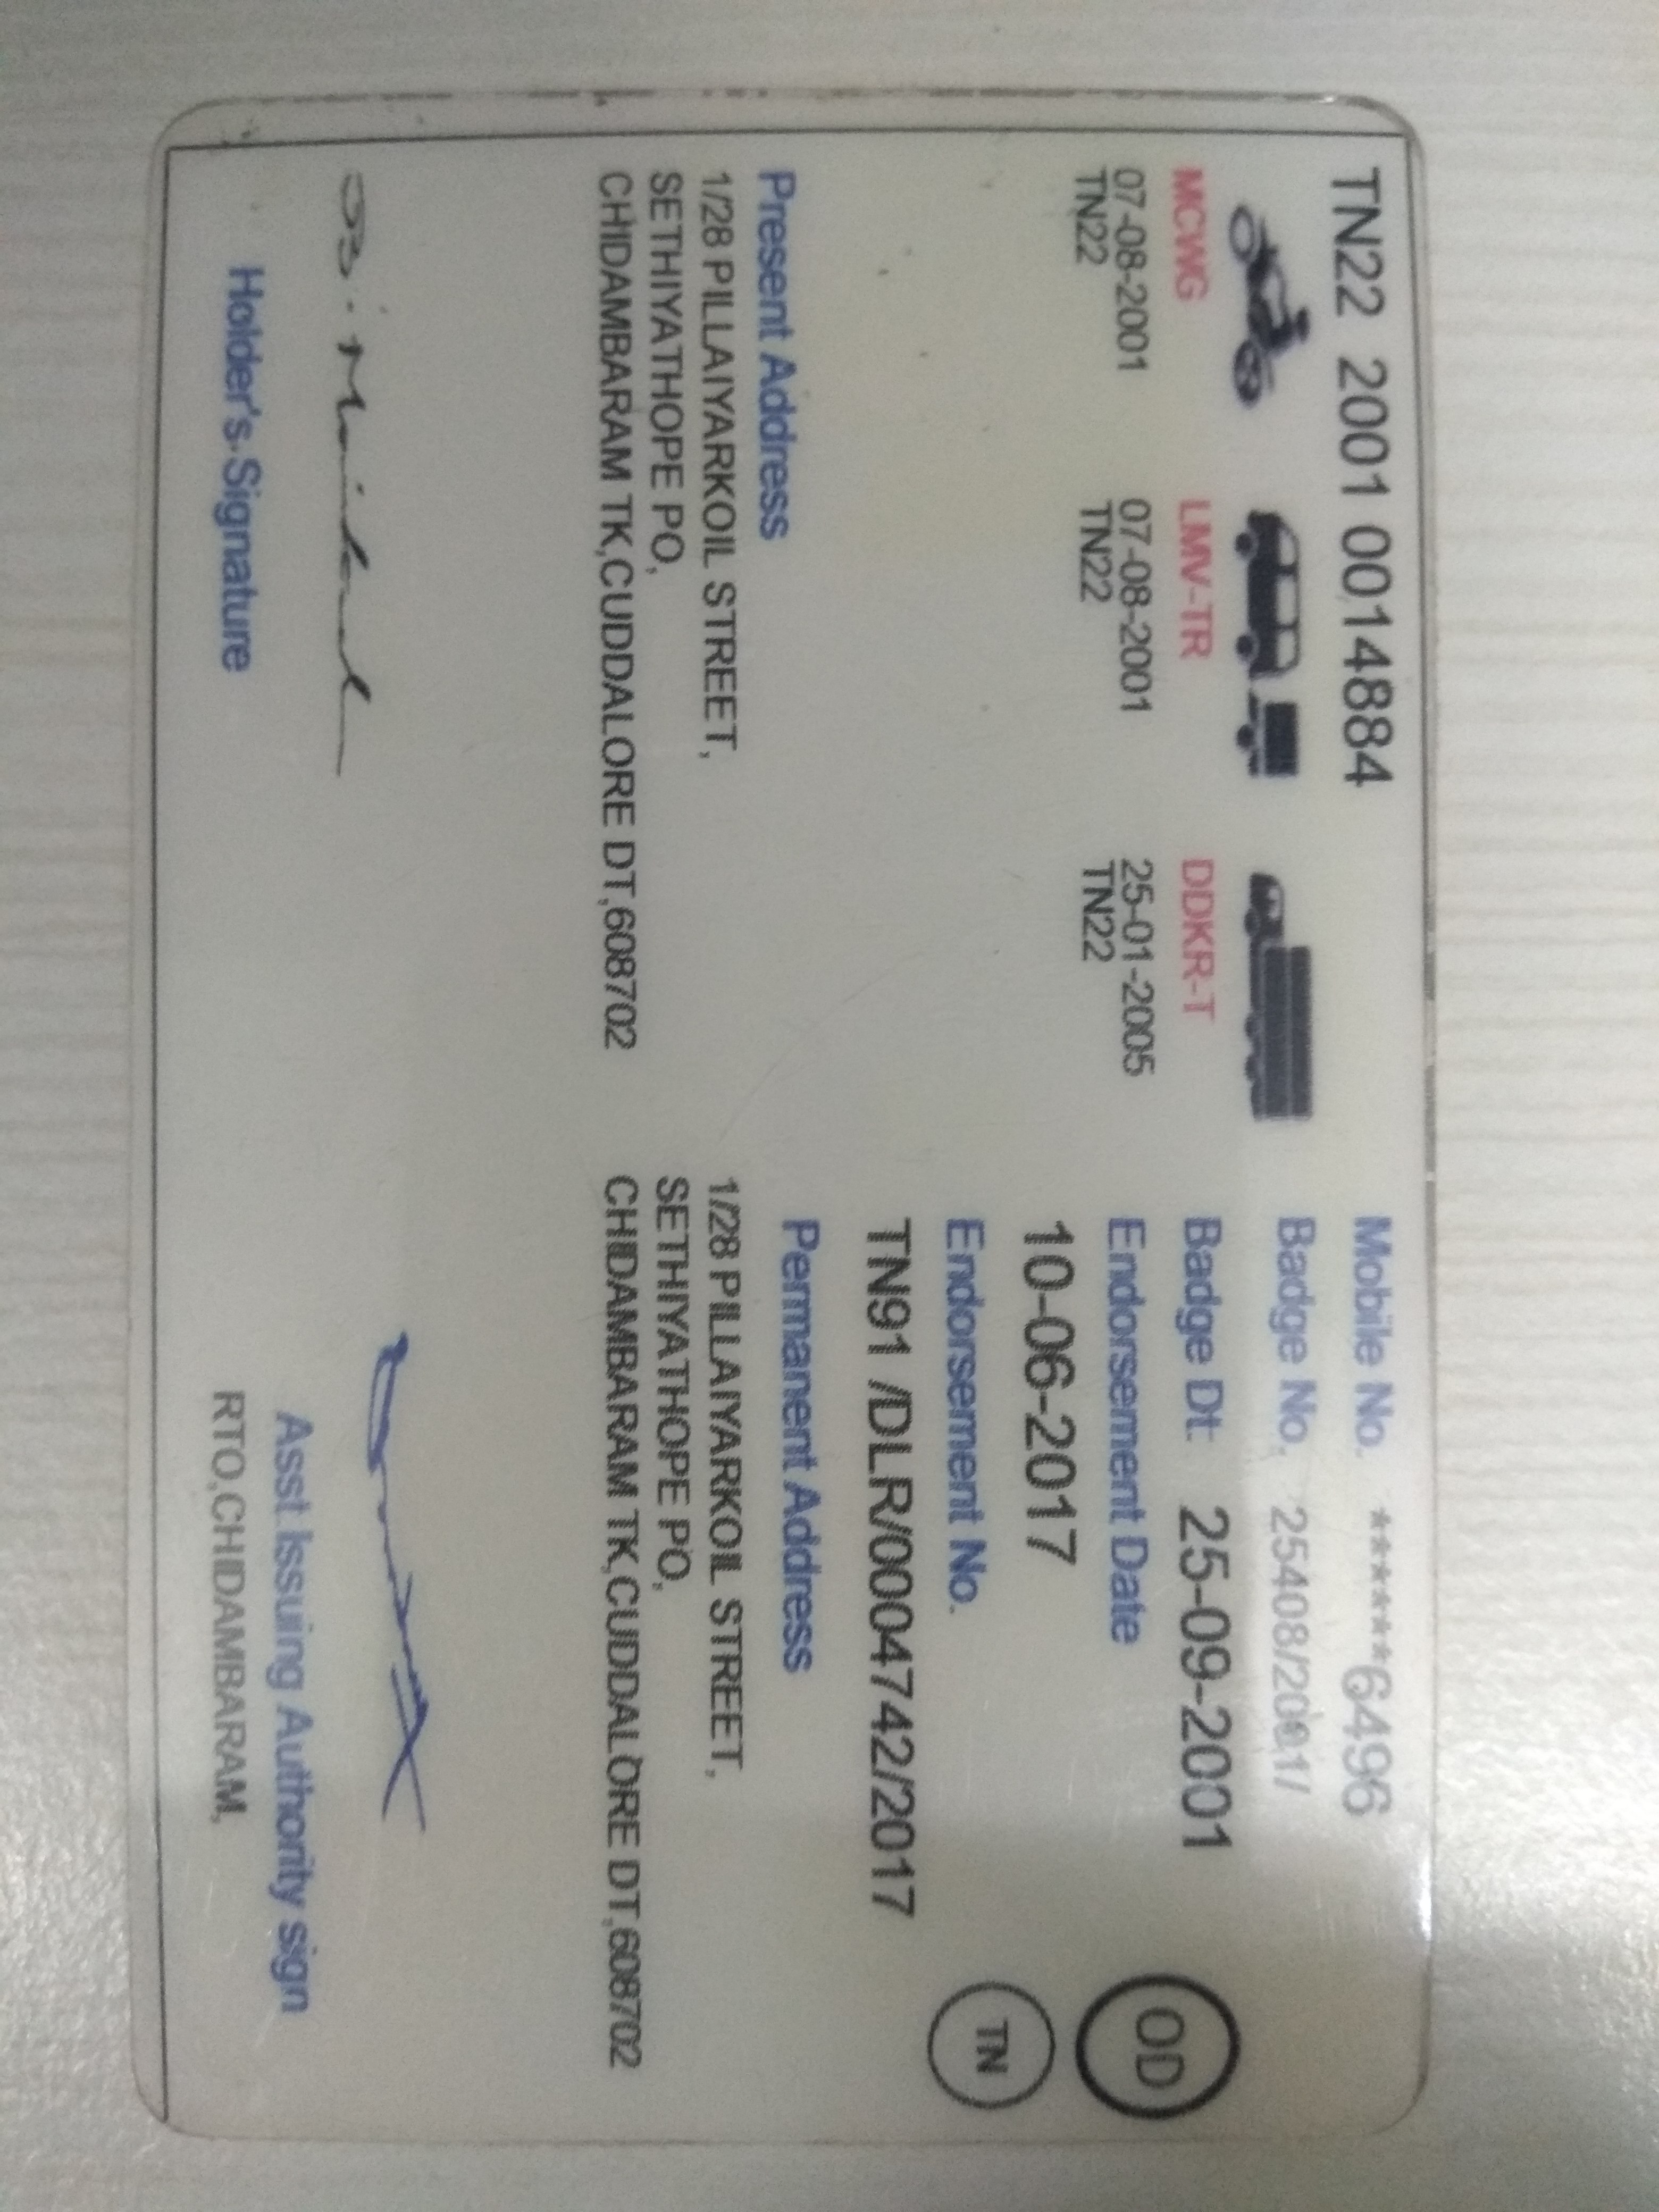 TN22 2001 0014884
Mobile No. ******6496
Badge No. 25408/2001/
MCWG LMV-TR DDKR-T
Badge Dt: 25-09-2001
07-08-2001 07-08-2001 25-01-2005
TN22 TN22 TN22
Endorsement Date
OD
10-06-2017
Endorsement No.
TN
TN91 /DLR/0004742/2017
Present Address
1/28 PILLAIYARKOIL STREET,
SETHIYATHOPE PO,
CHIDAMBARAM TK,CUDDALORE DT,608702
Permanent Address
1/28 PILLAIYARKOIL STREET,
SETHIYATHOPE PO,
CHIDAMBARAM TK,CUDDALORE DT,608702
Holder's Signature
Asst Issuing Authority sign
RTO,CHIDAMBARAM,